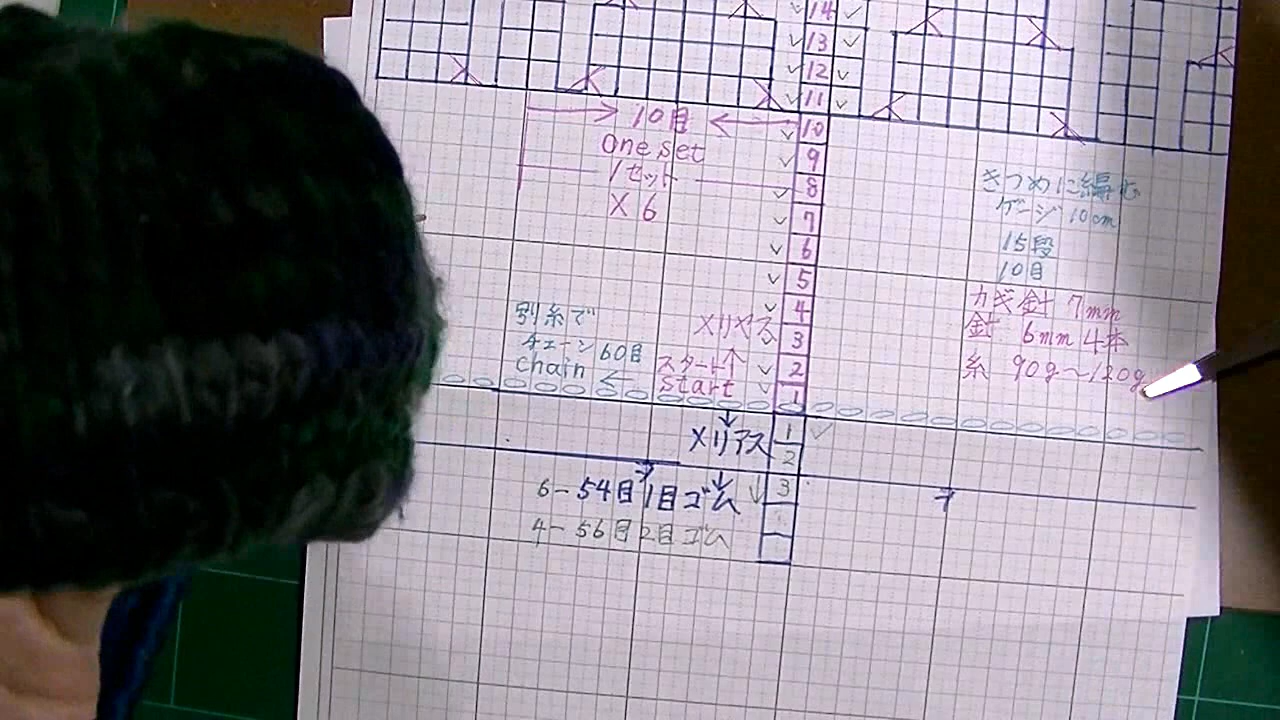 14
13
12
11
10目 10
one set 9
1セット 8
X 6
7
6
5
4
メリヤス 3
スタート↑ 2
start 1
別糸で
チェーン 60目
chain ←
きつめに編む
ゲージ 10cm
15段
10目
カギ針 7mm
針 6mm 4本
糸 90g～120g
メリアス 1
2
6-54目 1目ゴム 3
4-56目 2目ゴム